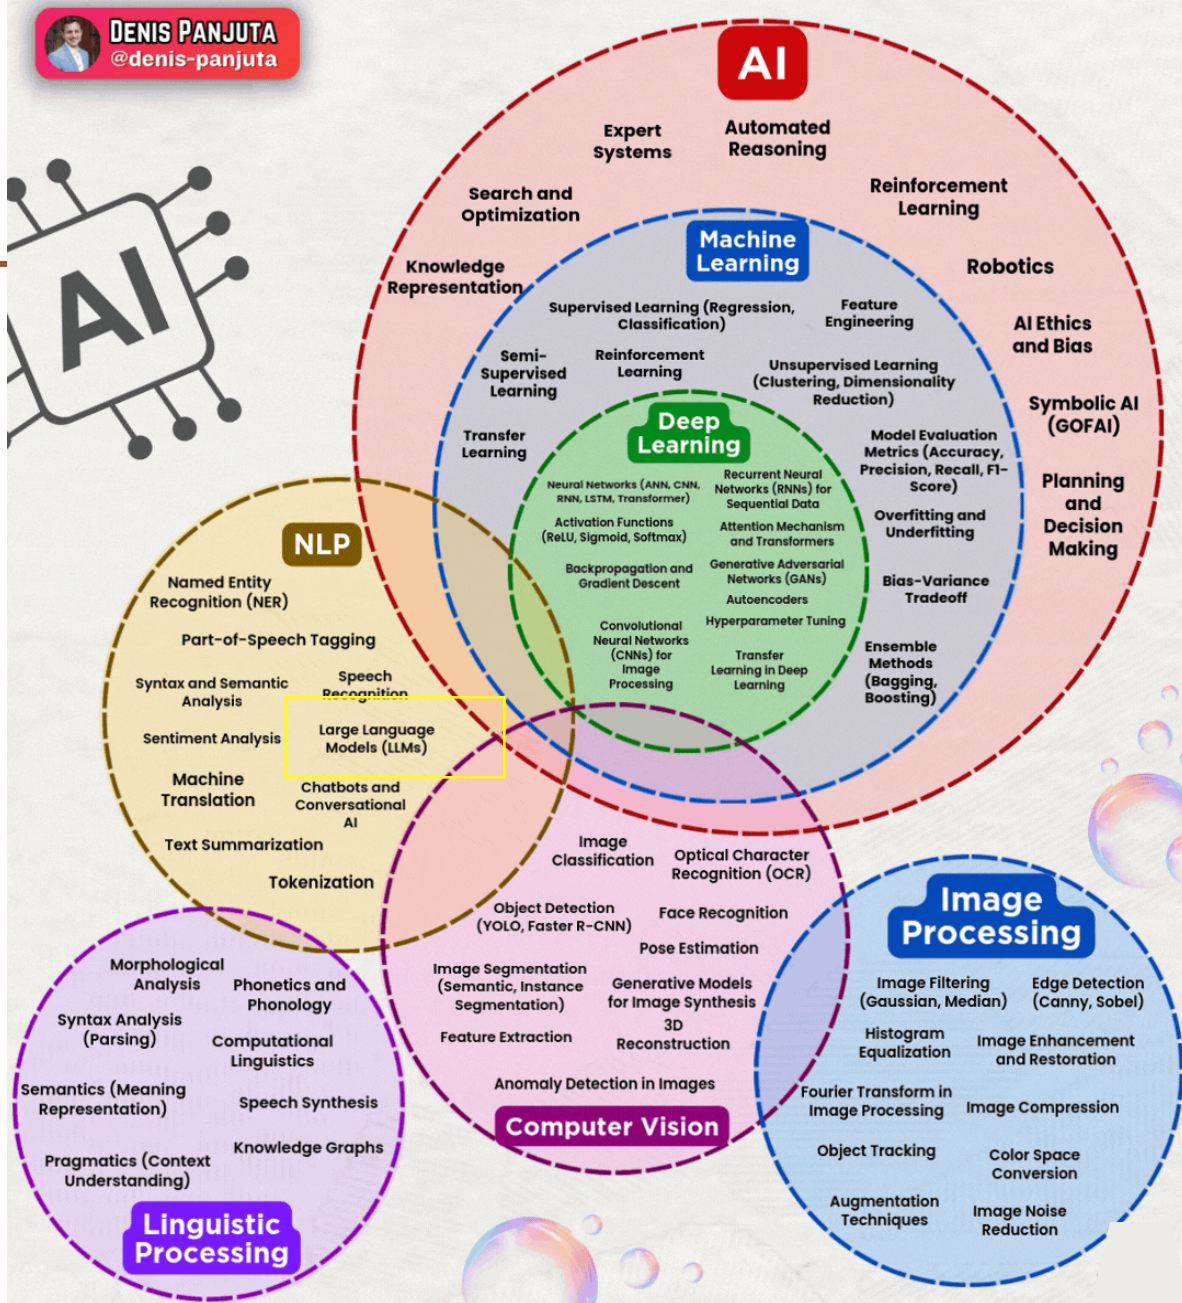 DENIS PANJUTA
@denis-panjuta
AI
AI
Expert
Systems
Automated
Reasoning
Search and
Optimization
Reinforcement
Learning
Knowledge
Representation
Robotics
AI Ethics
and Bias
Symbolic AI
(GOFAI)
Planning
and
Decision
Making
Machine
Learning
Supervised Learning (Regression,
Classification)
Feature
Engineering
Semi-
Supervised
Learning
Reinforcement
Learning
Unsupervised Learning
(Clustering, Dimensionality
Reduction)
Transfer
Learning
Model Evaluation
Metrics (Accuracy,
Precision, Recall, F1-
Score)
Overfitting and
Underfitting
Bias-Variance
Tradeoff
Ensemble
Methods
(Bagging,
Boosting)
Deep
Learning
Neural Networks (ANN, CNN,
RNN, LSTM, Transformer)
Recurrent Neural
Networks (RNNs) for
Sequential Data
Activation Functions
(ReLU, Sigmoid, Softmax)
Attention Mechanism
and Transformers
Backpropagation and
Gradient Descent
Generative Adversarial
Networks (GANs)
Autoencoders
Hyperparameter Tuning
Convolutional
Neural Networks
(CNNs) for
Image
Processing
Transfer
Learning in Deep
Learning
NLP
Named Entity
Recognition (NER)
Part-of-Speech Tagging
Syntax and Semantic
Analysis
Speech
Recognition
Sentiment Analysis
Large Language
Models (LLMs)
Machine
Translation
Chatbots and
Conversational
AI
Text Summarization
Tokenization
Image
Classification
Optical Character
Recognition (OCR)
Object Detection
(YOLO, Faster R-CNN)
Face Recognition
Pose Estimation
Image Segmentation
(Semantic, Instance
Segmentation)
Generative Models
for Image Synthesis
Feature Extraction
3D
Reconstruction
Anomaly Detection in Images
Computer Vision
Image
Processing
Image Filtering
(Gaussian, Median)
Edge Detection
(Canny, Sobel)
Histogram
Equalization
Image Enhancement
and Restoration
Fourier Transform in
Image Processing
Image Compression
Object Tracking
Color Space
Conversion
Augmentation
Techniques
Image Noise
Reduction
Morphological
Analysis
Phonetics and
Phonology
Syntax Analysis
(Parsing)
Computational
Linguistics
Semantics (Meaning
Representation)
Speech Synthesis
Knowledge Graphs
Pragmatics (Context
Understanding)
Linguistic
Processing